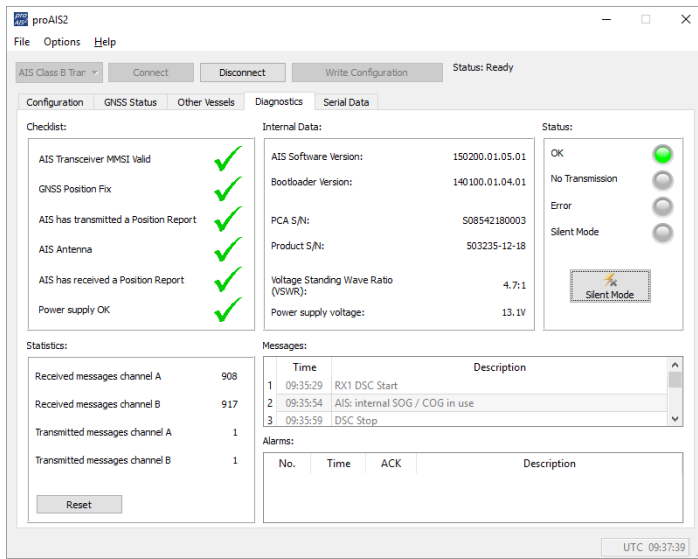 proAIS2
File Options Help
AIS Class B Tran Connect Disconnect Write Configuration Status: Ready
Configuration GNSS Status Other Vessels Diagnostics Serial Data
Checklist:
AIS Transceiver MMSI Valid
GNSS Position Fix
AIS has transmitted a Position Report
AIS Antenna
AIS has received a Position Report
Power supply OK
Internal Data:
AIS Software Version: 150200.01.05.01
Bootloader Version: 140100.01.04.01
PCA S/N: S08542180003
Product S/N: 503235-12-18
Voltage Standing Wave Ratio
(VSWR): 4.7:1
Power supply voltage: 13.1V
Status:
OK
No Transmission
Error
Silent Mode
Silent Mode
Statistics:
Received messages channel A 908
Received messages channel B 917
Transmitted messages channel A 1
Transmitted messages channel B 1
Reset
Messages:
Time Description
1 09:35:29 RX1 DSC Start
2 09:35:54 AIS: internal SOG / COG in use
3 09:35:59 DSC Stop
Alarms:
No. Time ACK Description
UTC 09:37:39